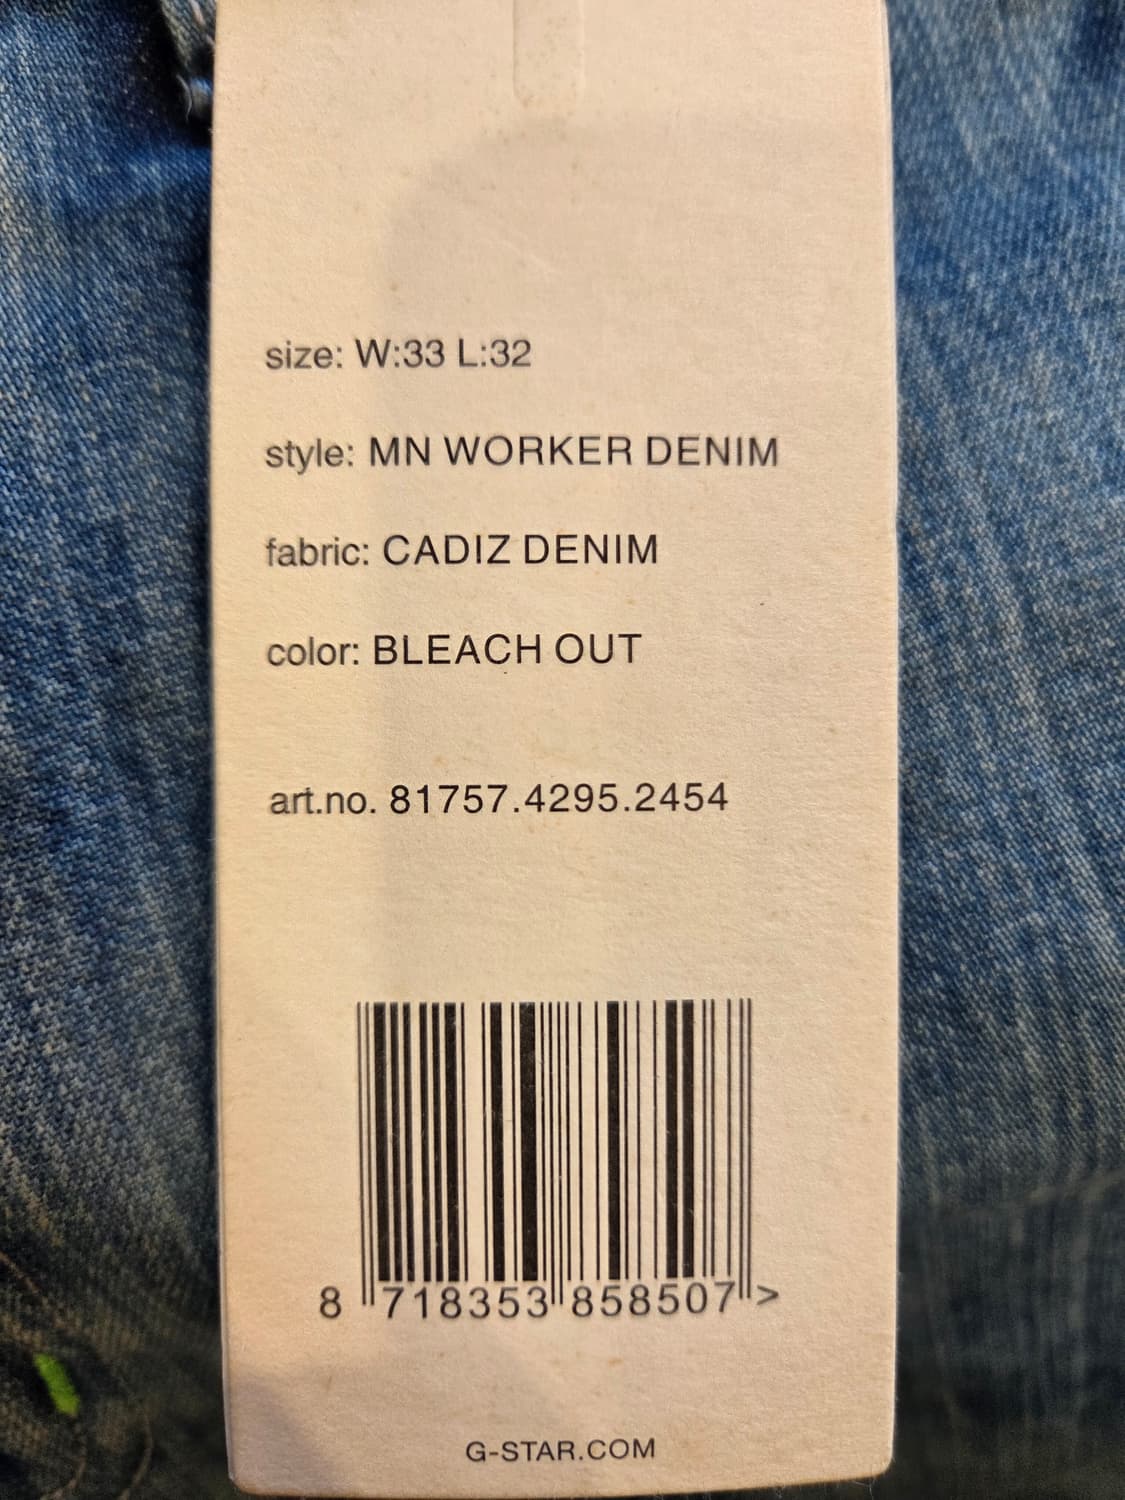 size: W:33 L:32
style: MN WORKER DENIM
fabric: CADIZ DENIM
color: BLEACH OUT
art.no. 81757.4295.2454
8 718353 858507 >
G-STAR.COM